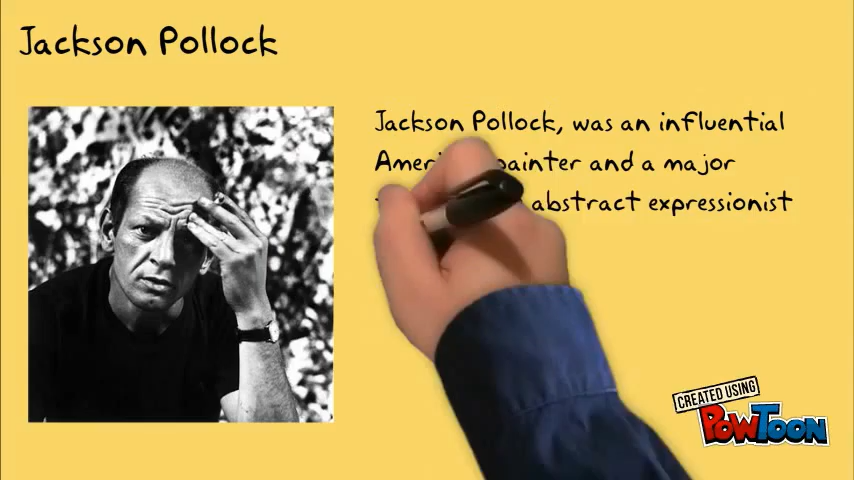 Jackson Pollock
Jackson Pollock, was an influential
painter and a major
abstract expressionist
CREATED USING
POWTOON